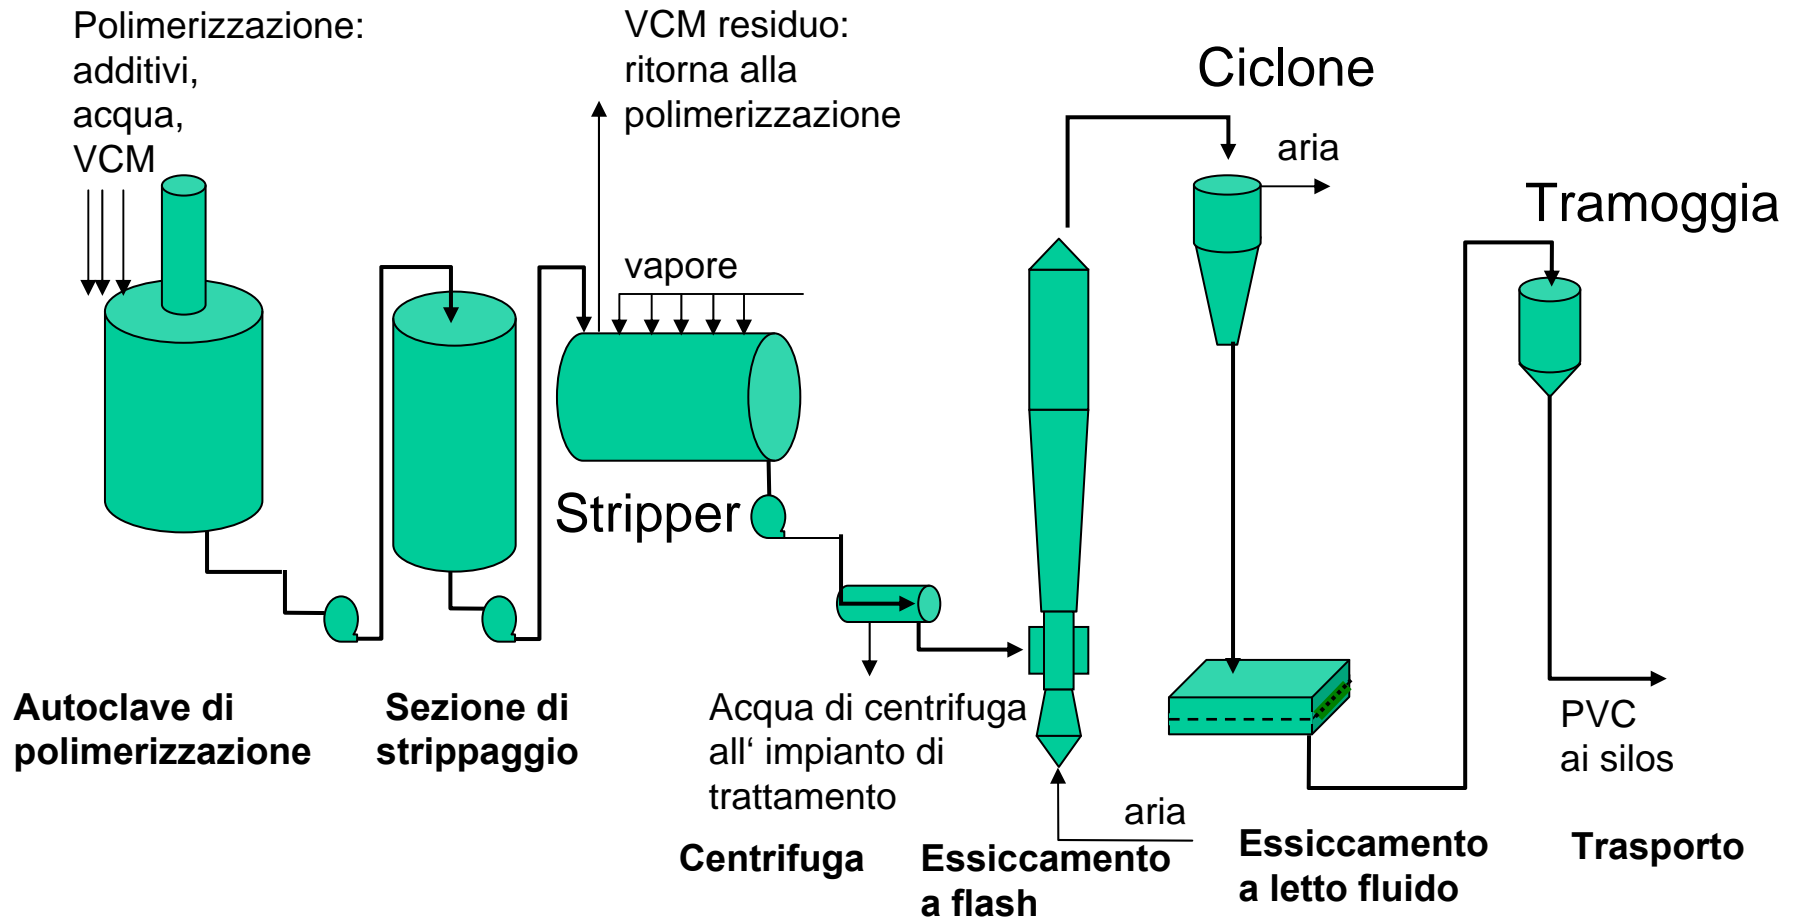 Polimerizzazione:
additivi,
acqua,
VCM
VCM residuo:
ritorna alla
polimerizzazione
Ciclone
aria
Tramoggia
vapore
Stripper
Autoclave di
polimerizzazione
Sezione di
strippaggio
Acqua di centrifuga
all‘ impianto di
trattamento
PVC
ai silos
aria
Centrifuga
Essiccamento
a flash
Essiccamento
a letto fluido
Trasporto